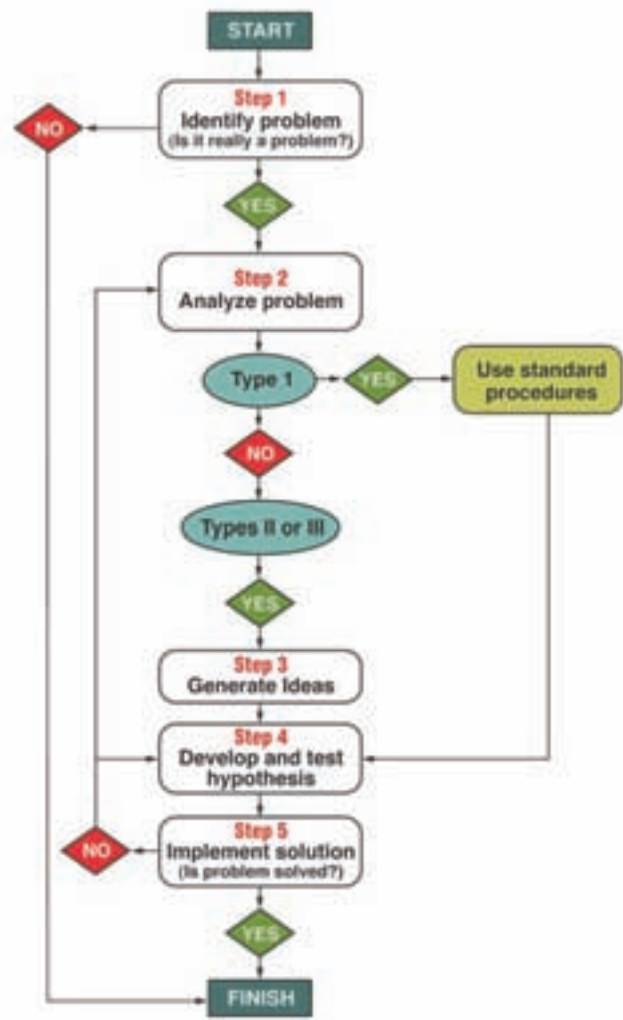 START
Step 1
Identify problem
(Is it really a problem?)
NO
YES
Step 2
Analyze problem
Type 1
YES
Use standard
procedures
NO
Types II or III
YES
Step 3
Generate Ideas
Step 4
Develop and test
hypothesis
Step 5
Implement solution
(Is problem solved?)
NO
YES
FINISH